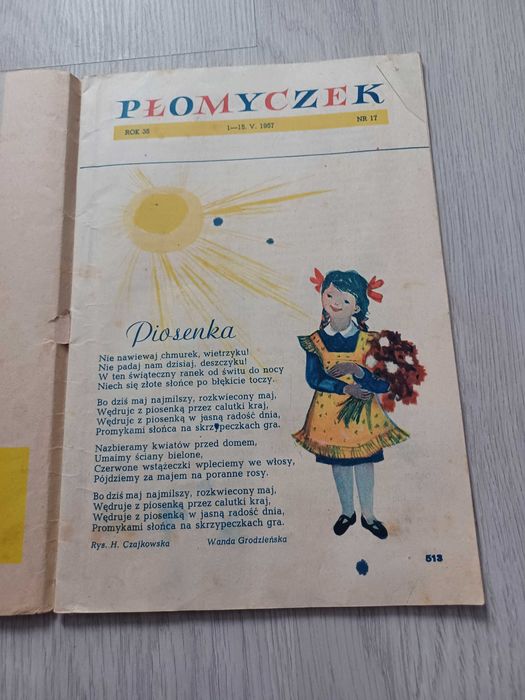 PŁOMYCZEK
ROK 35 1—15. V. 1957 NR 17
Piosenka
Nie nawiewaj chmurek, wietrzyku!
Nie padaj nam dzisiaj, deszczyku!
W ten świąteczny ranek od świtu do nocy
Niech się złote słońce po błękicie toczy.
Bo dziś maj najmilszy, rozkwiecony maj,
Wędruje z piosenką przez calutki kraj,
Wędruje z piosenką w jasną radość dnia,
Promykami słońca na skrzypeczkach gra.
Nazbieramy kwiatów przed domem,
Umaimy ściany bielone,
Czerwone wstążeczki wpleciemy we włosy,
Pójdziemy za majem na poranne rosy.
Bo dziś maj najmilszy, rozkwiecony maj,
Wędruje z piosenką przez calutki kraj,
Wędruje z piosenką w jasną radość dnia,
Promykami słońca na skrzypeczkach gra.
Rys. H. Czajkowska Wanda Grodzieńska
513